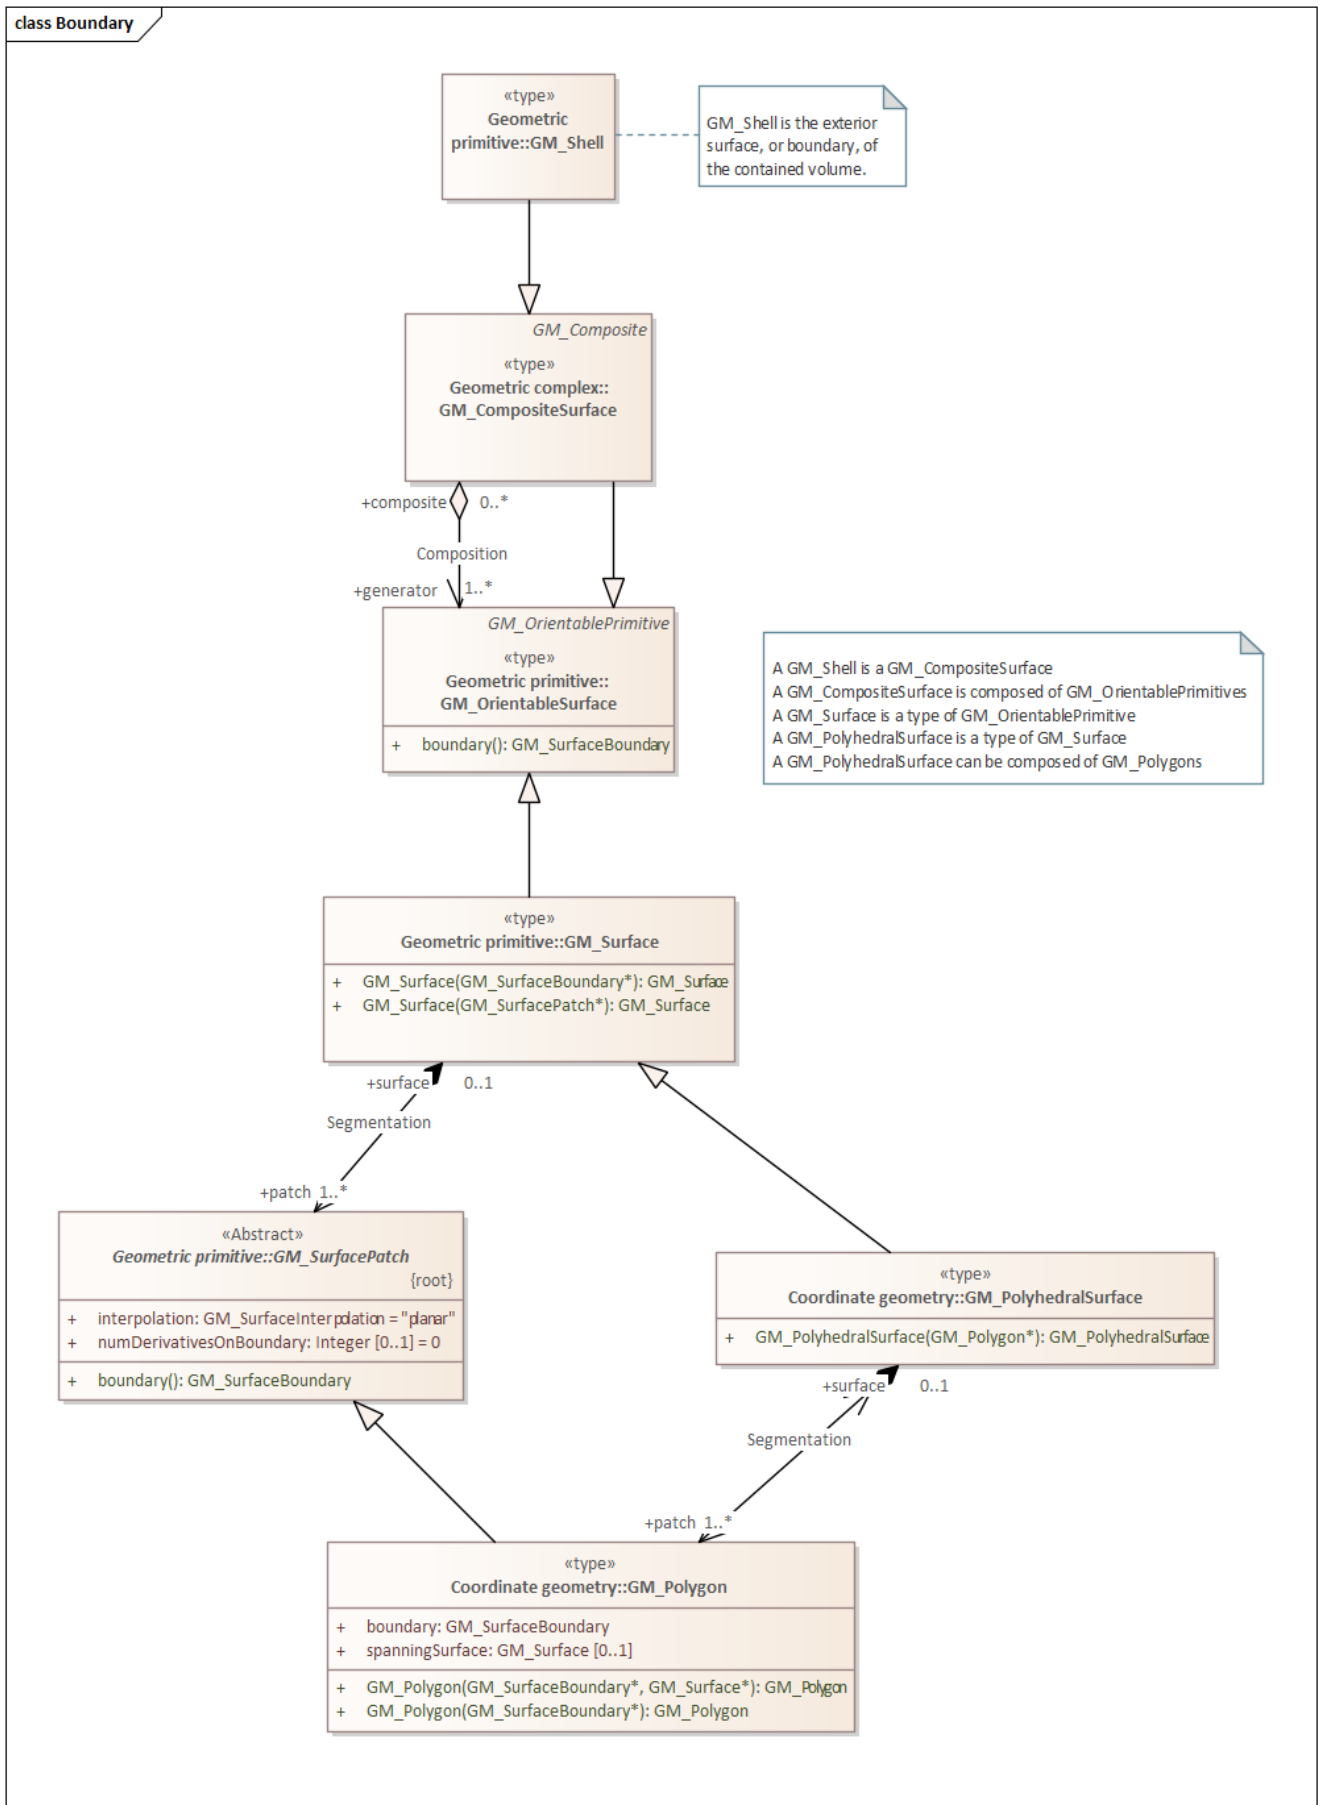 class Boundary
«type»
Geometric
primitive::GM_Shell
GM_Shell is the exterior
surface, or boundary, of
the contained volume.
GM_Composite
«type»
Geometric complex::
GM_CompositeSurface
+composite
0..*
Composition
+generator
1..*
GM_OrientablePrimitive
«type»
Geometric primitive::
GM_OrientableSurface
+ boundary(): GM_SurfaceBoundary
A GM_Shell is a GM_CompositeSurface
A GM_CompositeSurface is composed of GM_OrientablePrimitives
A GM_Surface is a type of GM_OrientablePrimitive
A GM_PolyhedralSurface is a type of GM_Surface
A GM_PolyhedralSurface can be composed of GM_Polygons
«type»
Geometric primitive::GM_Surface
+ GM_Surface(GM_SurfaceBoundary*): GM_Surface
+ GM_Surface(GM_SurfacePatch*): GM_Surface
+surface
0..1
Segmentation
+patch 1..*
«Abstract»
Geometric primitive::GM_SurfacePatch
{root}
+ interpolation: GM_SurfaceInterpolation = "planar"
+ numDerivativesOnBoundary: Integer [0..1] = 0
+ boundary(): GM_SurfaceBoundary
«type»
Coordinate geometry::GM_PolyhedralSurface
+ GM_PolyhedralSurface(GM_Polygon*): GM_PolyhedralSurface
+surface
0..1
Segmentation
+patch 1..*
«type»
Coordinate geometry::GM_Polygon
+ boundary: GM_SurfaceBoundary
+ spanningSurface: GM_Surface [0..1]
+ GM_Polygon(GM_SurfaceBoundary*, GM_Surface*): GM_Polygon
+ GM_Polygon(GM_SurfaceBoundary*): GM_Polygon